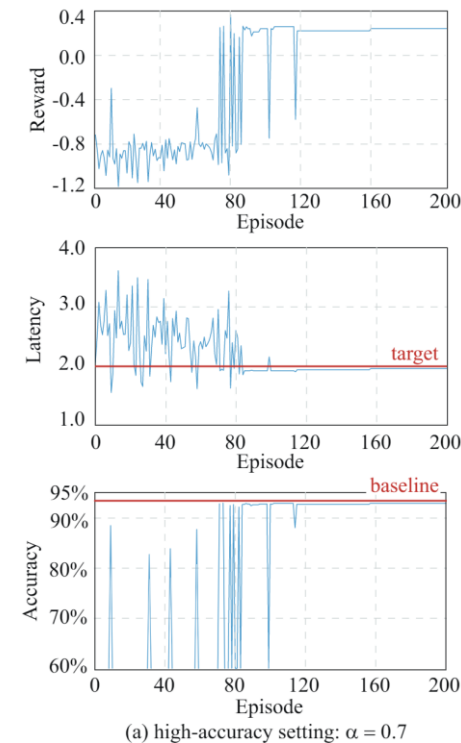 0.4
0.0
-0.4
-0.8
-1.2
Reward
0 40 80 120 160 200
Episode
4.0
3.0
2.0
1.0
Latency
target
0 40 80 120 160 200
Episode
baseline
95%
90%
80%
70%
60%
Accuracy
0 40 80 120 160 200
Episode
(a) high-accuracy setting: α = 0.7